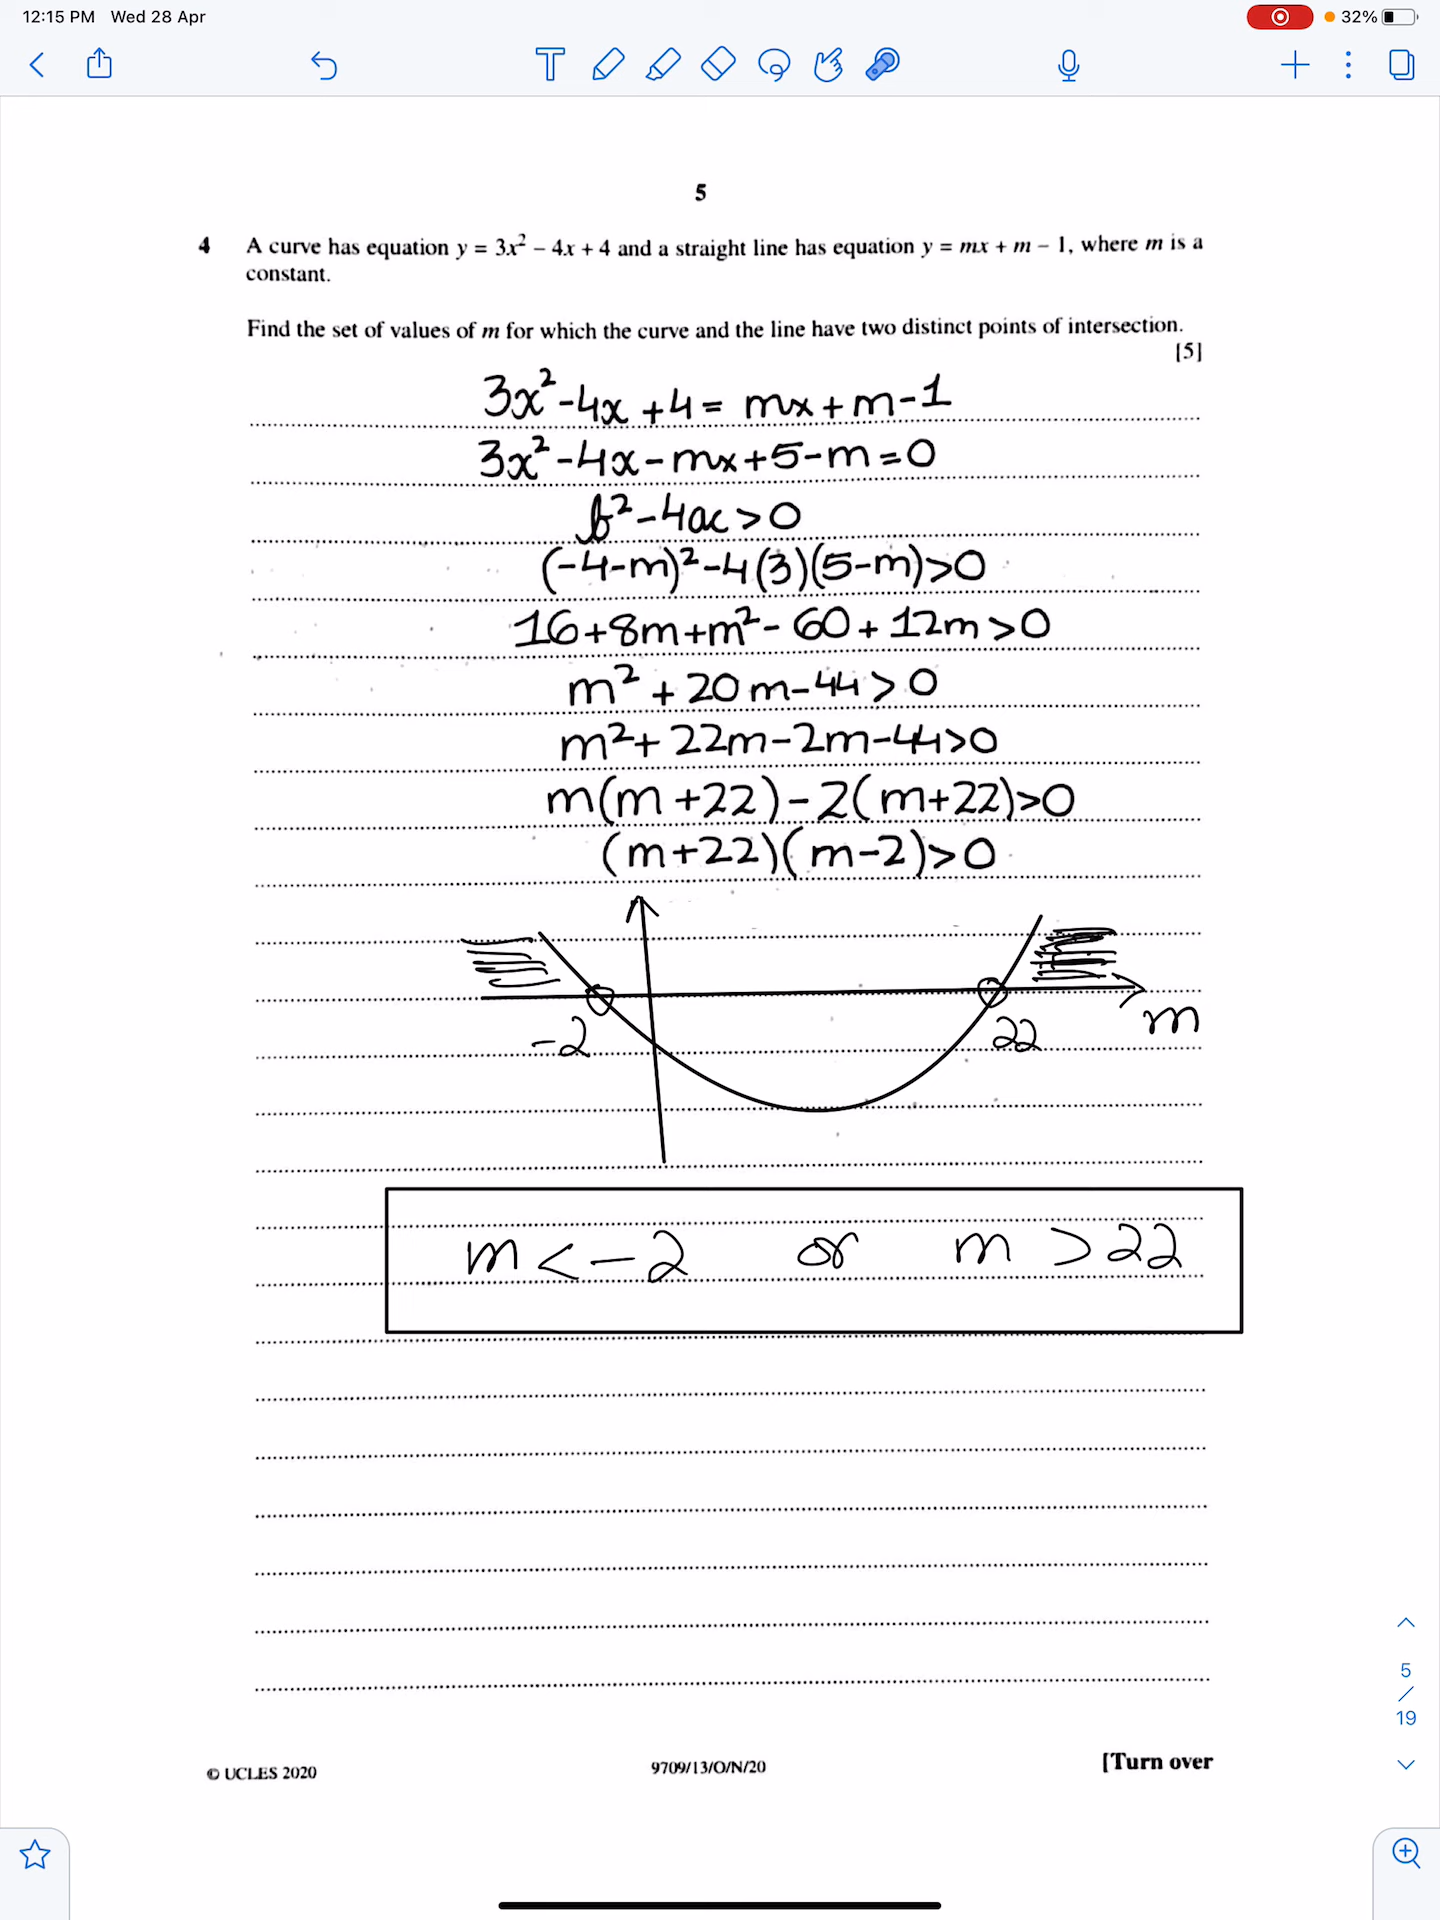 12:15 PM Wed 28 Apr
32%
5
4 A curve has equation y = 3x² − 4x + 4 and a straight line has equation y = mx + m − 1, where m is a
constant.
Find the set of values of m for which the curve and the line have two distinct points of intersection.
[5]
3x²-4x+4= mx+m-1
3x²-4x-mx+5-m=0
b²-4ac>0
(-4-m)²-4(3)(5-m)>0
16+8m+m²-60+12m>0
m²+20m-44>0
m²+22m-2m-44>0
m(m+22)-2(m+22)>0
(m+22)(m-2)>0
-2 22 m
m<-2 or m>22
5
/
19
© UCLES 2020 9709/13/O/N/20 [Turn over